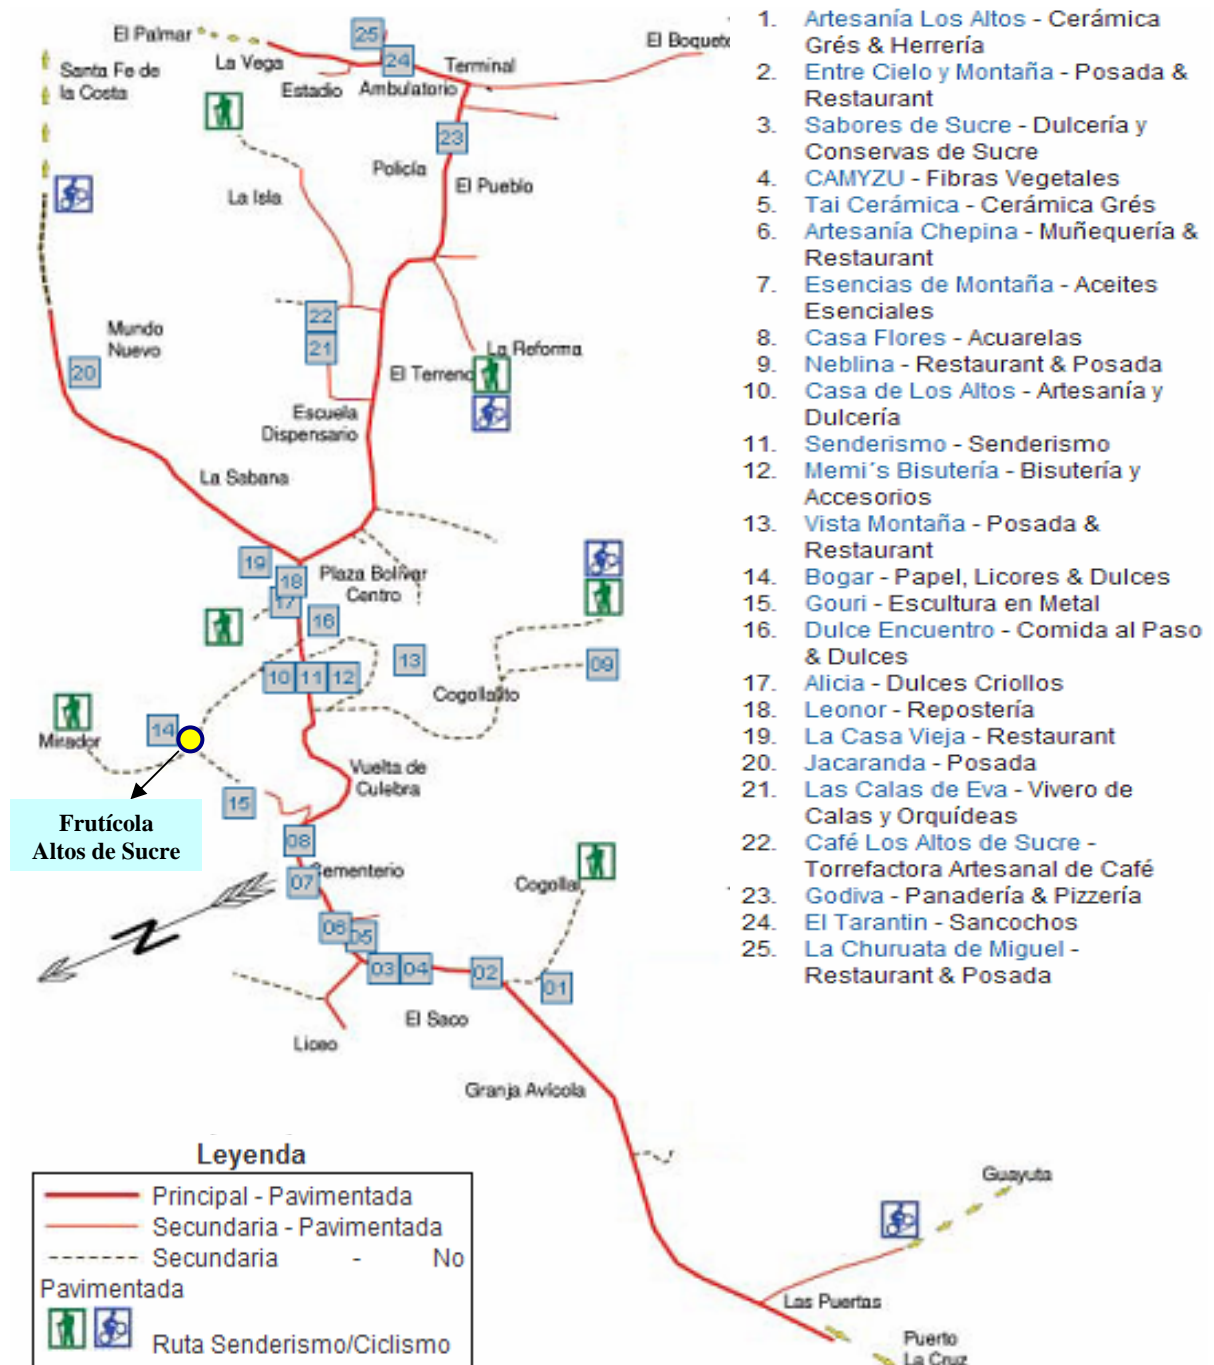 El Palmar
25
El Boquete
Santa Fe de
la Costa
La Vega
24
Terminal
Estadio
Ambulatorio
23
Policía
El Pueblo
La Isla
22
21
Mundo
Nuevo
20
La Reforma
El Terreno
Escuela
Dispensario
La Sabana
19
18
17
Plaza Bolívar
Centro
16
13
09
10
11
12
Cogollalito
14
Mirador
Vuelta de
Culebra
15
Frutícola
Altos de Sucre
08
Cementerio
07
Cogollal
N
06
05
03
04
02
01
El Saco
Liceo
Granja Avícola
Guayuta
Las Puertas
Puerto
La Cruz
1. Artesanía Los Altos - Cerámica
Grés & Herrería
2. Entre Cielo y Montaña - Posada &
Restaurant
3. Sabores de Sucre - Dulcería y
Conservas de Sucre
4. CAMYZU - Fibras Vegetales
5. Tai Cerámica - Cerámica Grés
6. Artesanía Chepina - Muñequería &
Restaurant
7. Esencias de Montaña - Aceites
Esenciales
8. Casa Flores - Acuarelas
9. Neblina - Restaurant & Posada
10. Casa de Los Altos - Artesanía y
Dulcería
11. Senderismo - Senderismo
12. Memi´s Bisutería - Bisutería y
Accesorios
13. Vista Montaña - Posada &
Restaurant
14. Bogar - Papel, Licores & Dulces
15. Gouri - Escultura en Metal
16. Dulce Encuentro - Comida al Paso
& Dulces
17. Alicia - Dulces Criollos
18. Leonor - Repostería
19. La Casa Vieja - Restaurant
20. Jacaranda - Posada
21. Las Calas de Eva - Vivero de
Calas y Orquídeas
22. Café Los Altos de Sucre -
Torrefactora Artesanal de Café
23. Godiva - Panadería & Pizzería
24. El Tarantin - Sancochos
25. La Churuata de Miguel -
Restaurant & Posada
Leyenda
Principal - Pavimentada
Secundaria - Pavimentada
Secundaria - No
Pavimentada
Ruta Senderismo/Ciclismo